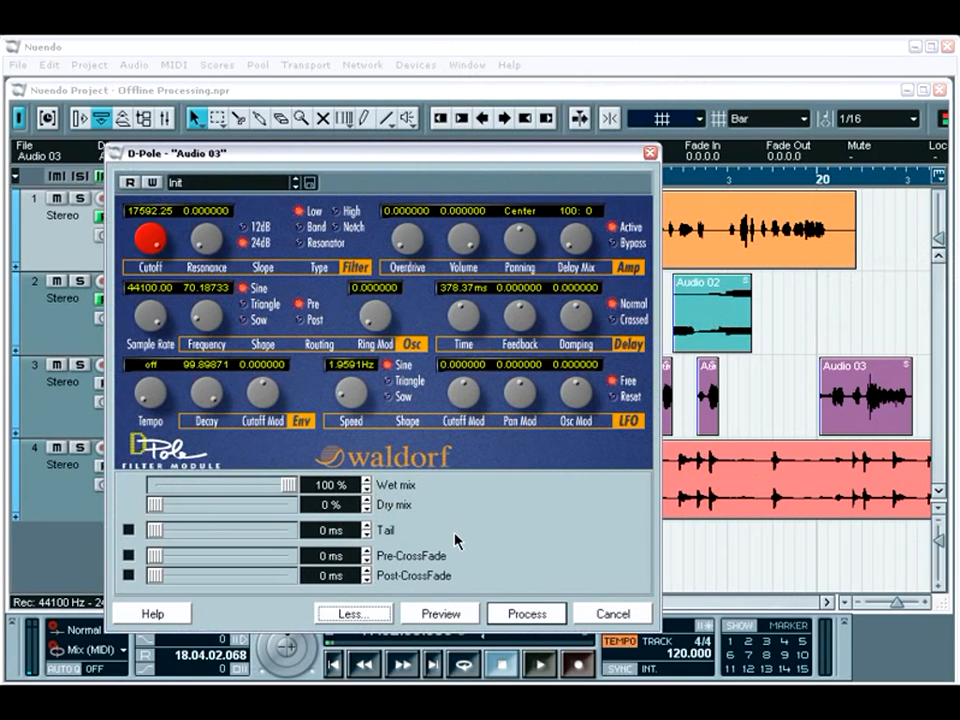 Nuendo
File Edit Project Audio MIDI Scores Pool Transport Network Devices Window Help
Nuendo Project - Offline Processing.npr
Bar 1/16
File
Audio 03
Fade In Fade Out Mute
0.0.0.0 0.0.0.0 -
D-Pole - "Audio 03"
R W Init
20 3
3
1 M S
Stereo
2 M S
Stereo
3 M S
Stereo
4 M S
Stereo
17592.25 0.000000
Low High
12dB Band Notch
24dB Resonator
Cutoff Resonance Slope Type Filter
0.000000 0.000000 Center 100: 0
Active
Bypass
Overdrive Volume Panning Delay Mix Amp
44100.00 70.18733 Sine 0.000000
Triangle Pre
Saw Post
Sample Rate Frequency Shape Routing Ring Mod Osc
378.37ms 0.000000 0.000000 Normal
Crossed
Time Feedback Damping Delay
off 99.89871 0.000000
Tempo Decay Cutoff Mod Env
1.9591Hz Sine 0.000000 0.000000 0.000000
Triangle Free
Saw Reset
Speed Shape Cutoff Mod Pan Mod Osc Mod LFO
D-Pole
FILTER MODULE
waldorf
100 % Wet mix
0 % Dry mix
0 ms Tail
0 ms Pre-CrossFade
0 ms Post-CrossFade
Help Less... Preview Process Cancel
Audio 02
Audio 03
Rec: 44100 Hz - 24
Normal
Mix (MIDI)
AUTO Q OFF
0
R 18.04.02.068
0
TEMPO TRACK 4/4
120.000
SYNC INT.
SHOW MARKER
1 2 3 4 5
6 7 8 9 10
11 12 13 14 15